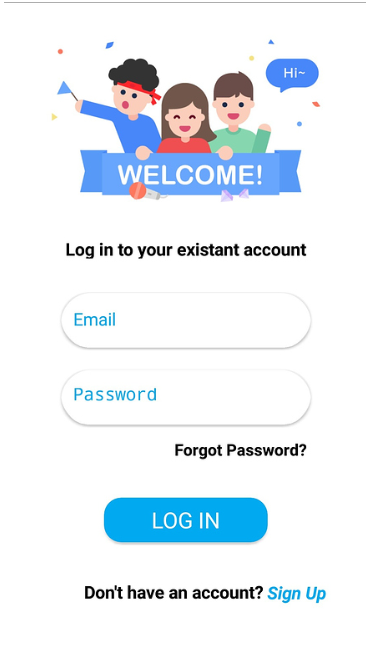 Hi~
WELCOME!
Log in to your existant account
Email
Password
Forgot Password?
LOG IN
Don't have an account? Sign Up